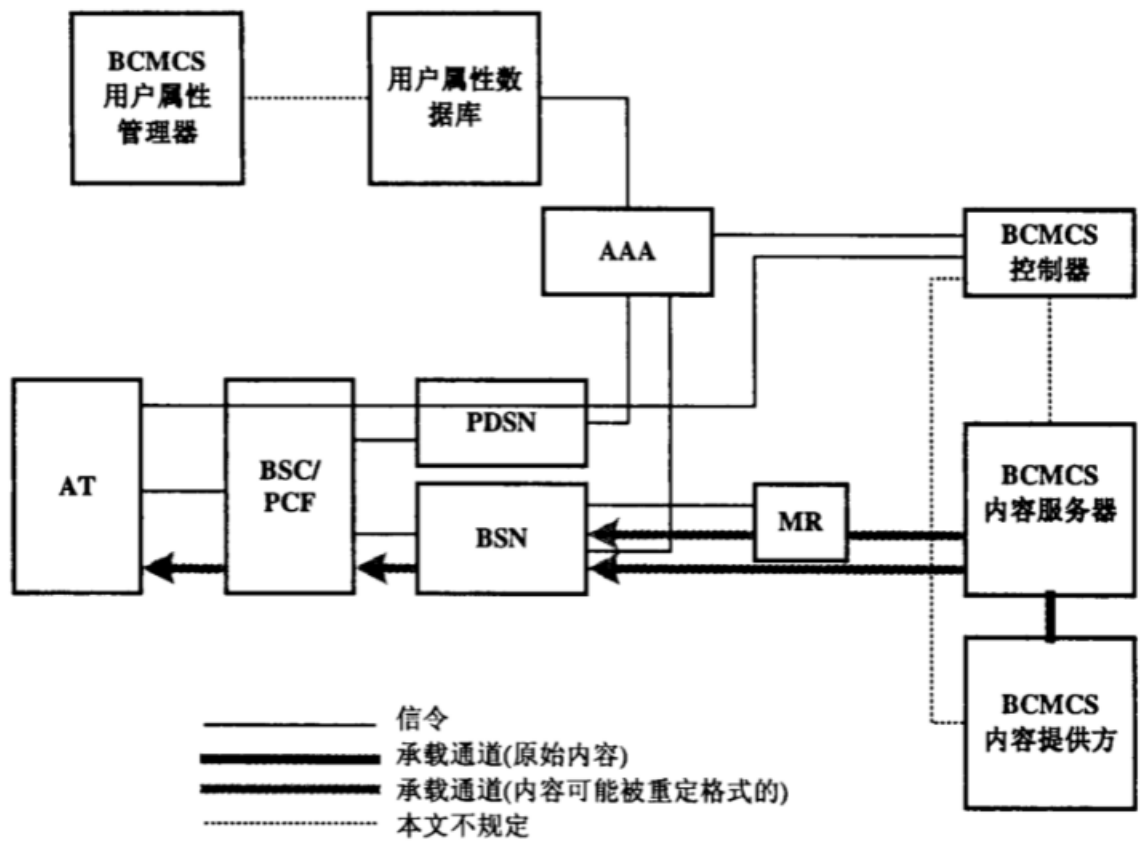 BCMCS
用户属性
管理器
用户属性数
据库
AAA
BCMCS
控制器
AT
BSC/
PCF
PDSN
BSN
MR
BCMCS
内容服务器
BCMCS
内容提供方
信令
承载通道(原始内容)
承载通道(内容可能被重定格式的)
本文不规定